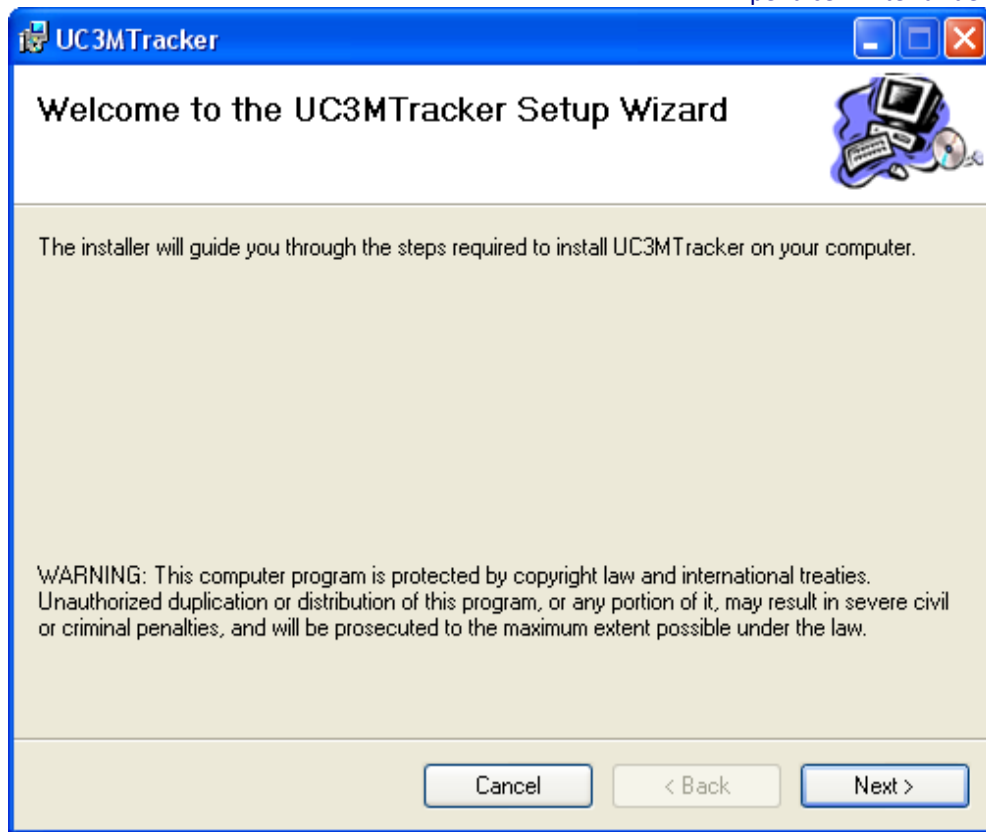 UC3MTracker
Welcome to the UC3MTracker Setup Wizard
The installer will guide you through the steps required to install UC3MTracker on your computer.
WARNING: This computer program is protected by copyright law and international treaties.
Unauthorized duplication or distribution of this program, or any portion of it, may result in severe civil
or criminal penalties, and will be prosecuted to the maximum extent possible under the law.
Cancel < Back Next >